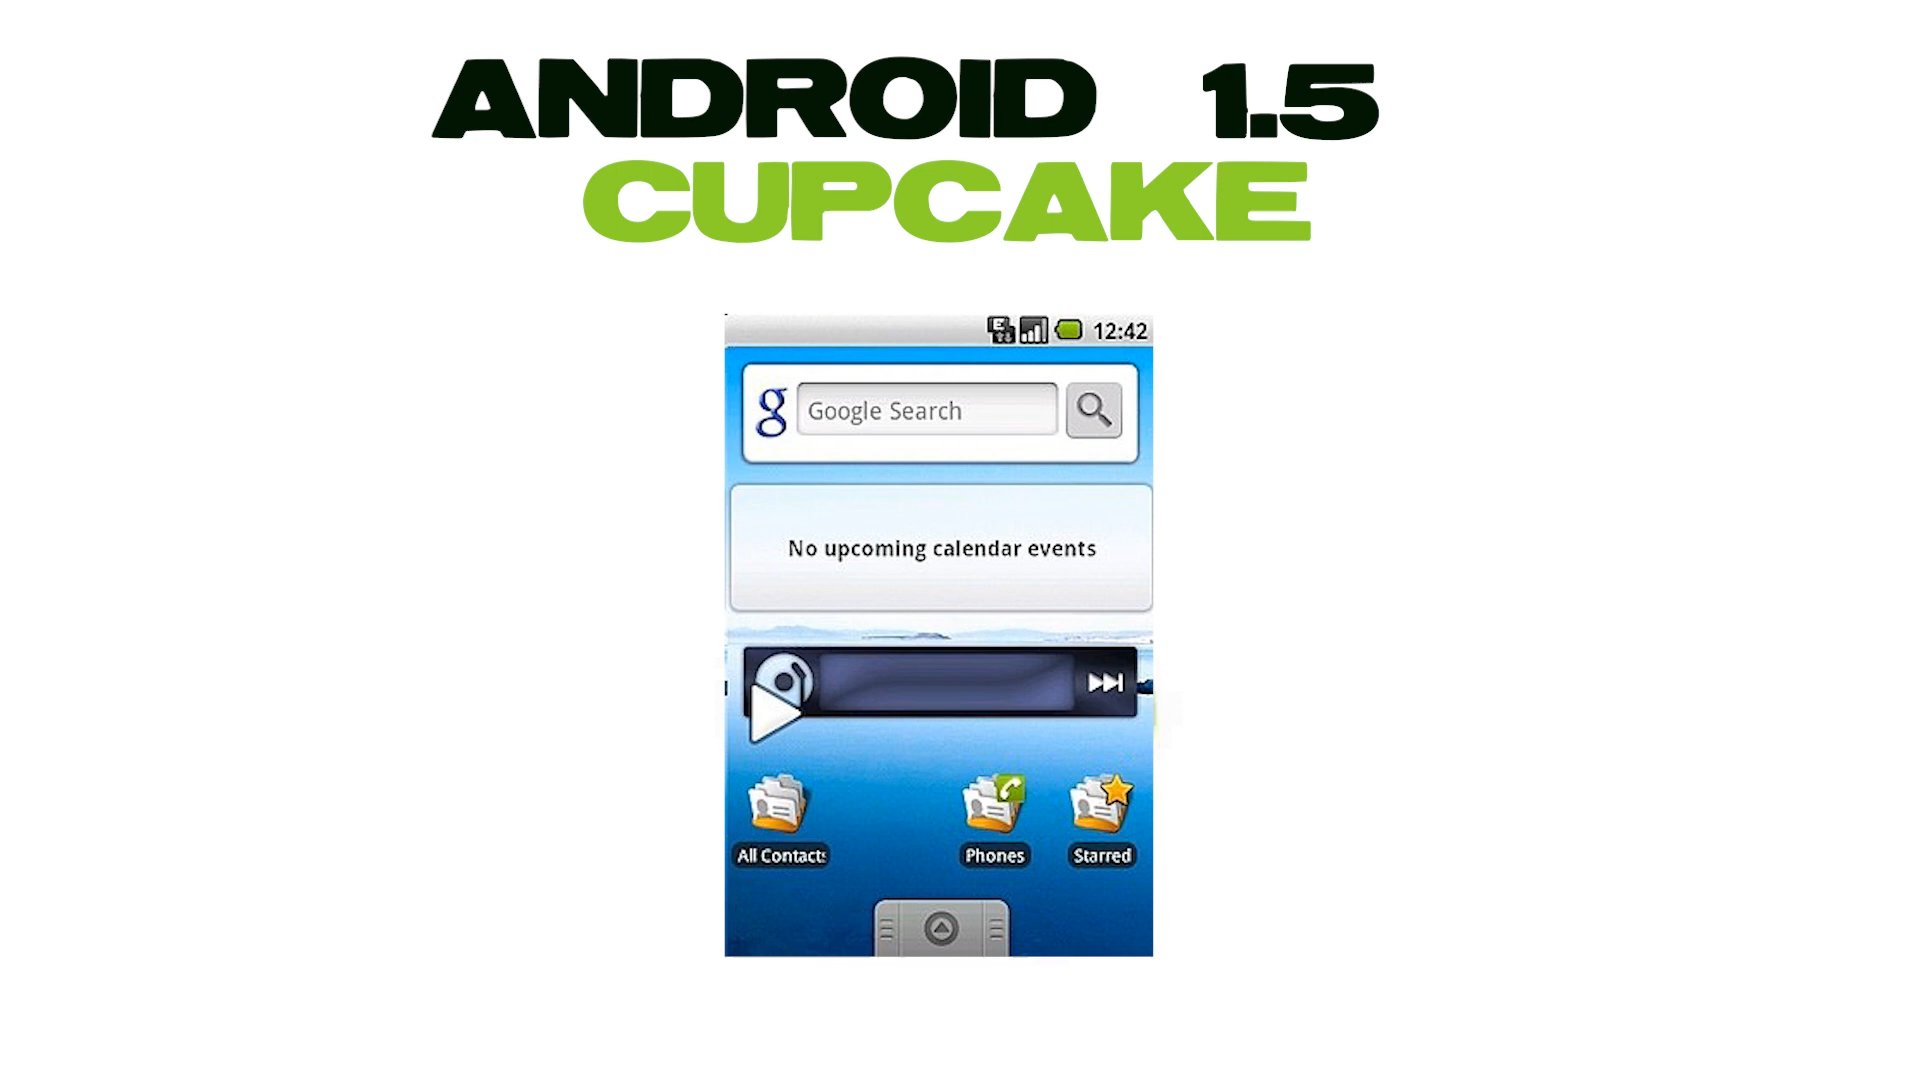 ANDROID 1.5
CUPCAKE
12:42
g Google Search
No upcoming calendar events
All Contacts Phones Starred